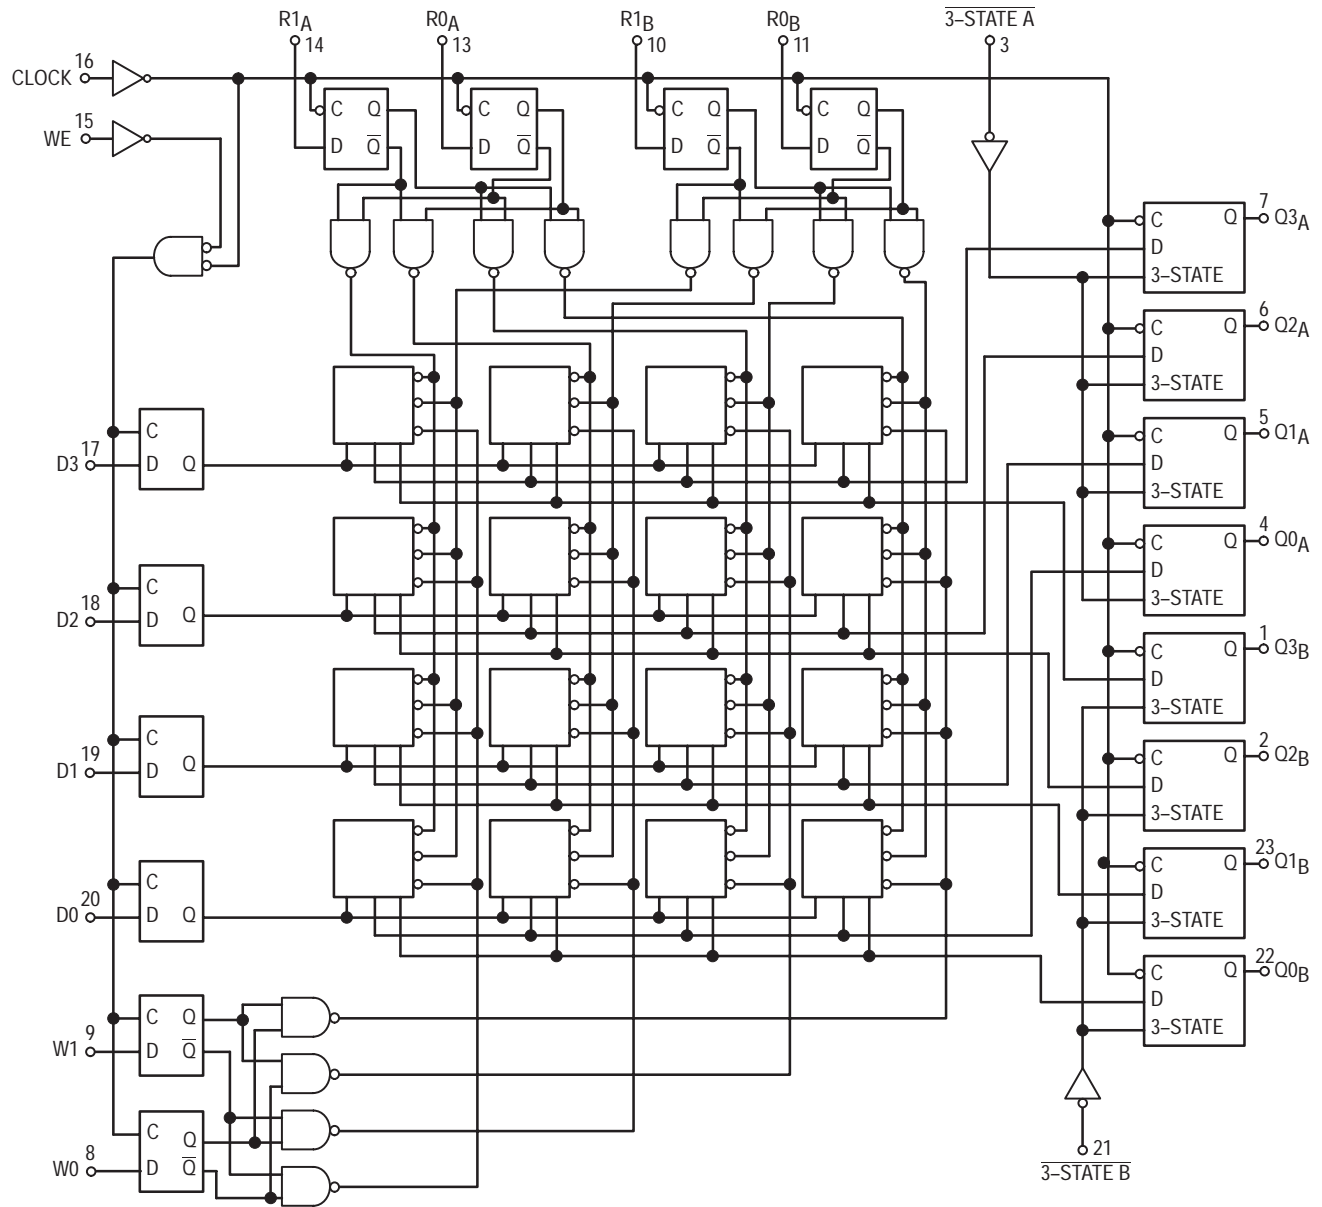 R1A
14
R0A
13
R1B
10
R0B
11
3–STATE A
3
CLOCK
16
WE
15
C Q
D Q
C Q
D Q
C Q
D Q
C Q
D Q
C Q
D
3–STATE
7
Q3A
C Q
D
3–STATE
6
Q2A
C Q
D
3–STATE
5
Q1A
C Q
D
3–STATE
4
Q0A
C Q
D
3–STATE
1
Q3B
C Q
D
3–STATE
2
Q2B
C Q
D
3–STATE
23
Q1B
C Q
D
3–STATE
22
Q0B
17
D3
C
D Q
18
D2
C
D Q
19
D1
C
D Q
20
D0
C
D Q
9
W1
C Q
D Q
8
W0
C Q
D Q
21
3–STATE B